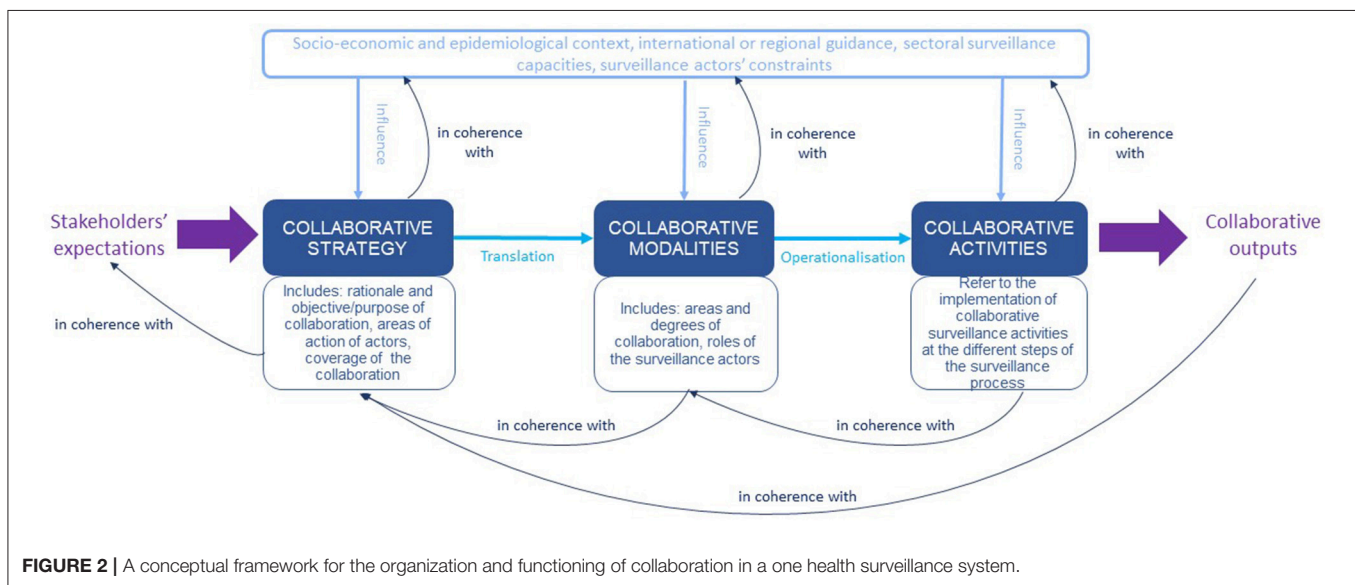 Socio-economic and epidemiological context, international or regional guidance, sectoral surveillance
capacities, surveillance actors' constraints
Influence
in coherence
with
Influence
in coherence
with
Influence
in coherence
with
Stakeholders'
expectations
COLLABORATIVE
STRATEGY
Translation
COLLABORATIVE
MODALITIES
Operationalisation
COLLABORATIVE
ACTIVITIES
Collaborative
outputs
in coherence with
Includes: rationale and
objective/purpose of
collaboration, areas of
action of actors,
coverage of the
collaboration
Includes: areas and
degrees of
collaboration, roles of
the surveillance actors
Refer to the
implementation of
collaborative
surveillance activities
at the different steps of
the surveillance
process
in coherence with
in coherence with
in coherence with
FIGURE 2 | A conceptual framework for the organization and functioning of collaboration in a one health surveillance system.